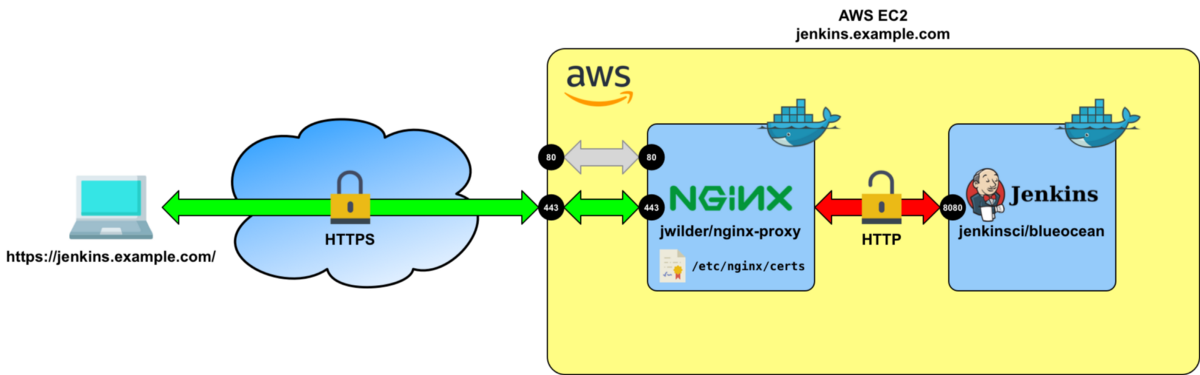 AWS EC2
jenkins.example.com
aws
80
80
443
443
NGINX
Jenkins
8080
HTTPS
jwilder/nginx-proxy
HTTP
jenkinsci/blueocean
https://jenkins.example.com/
/etc/nginx/certs